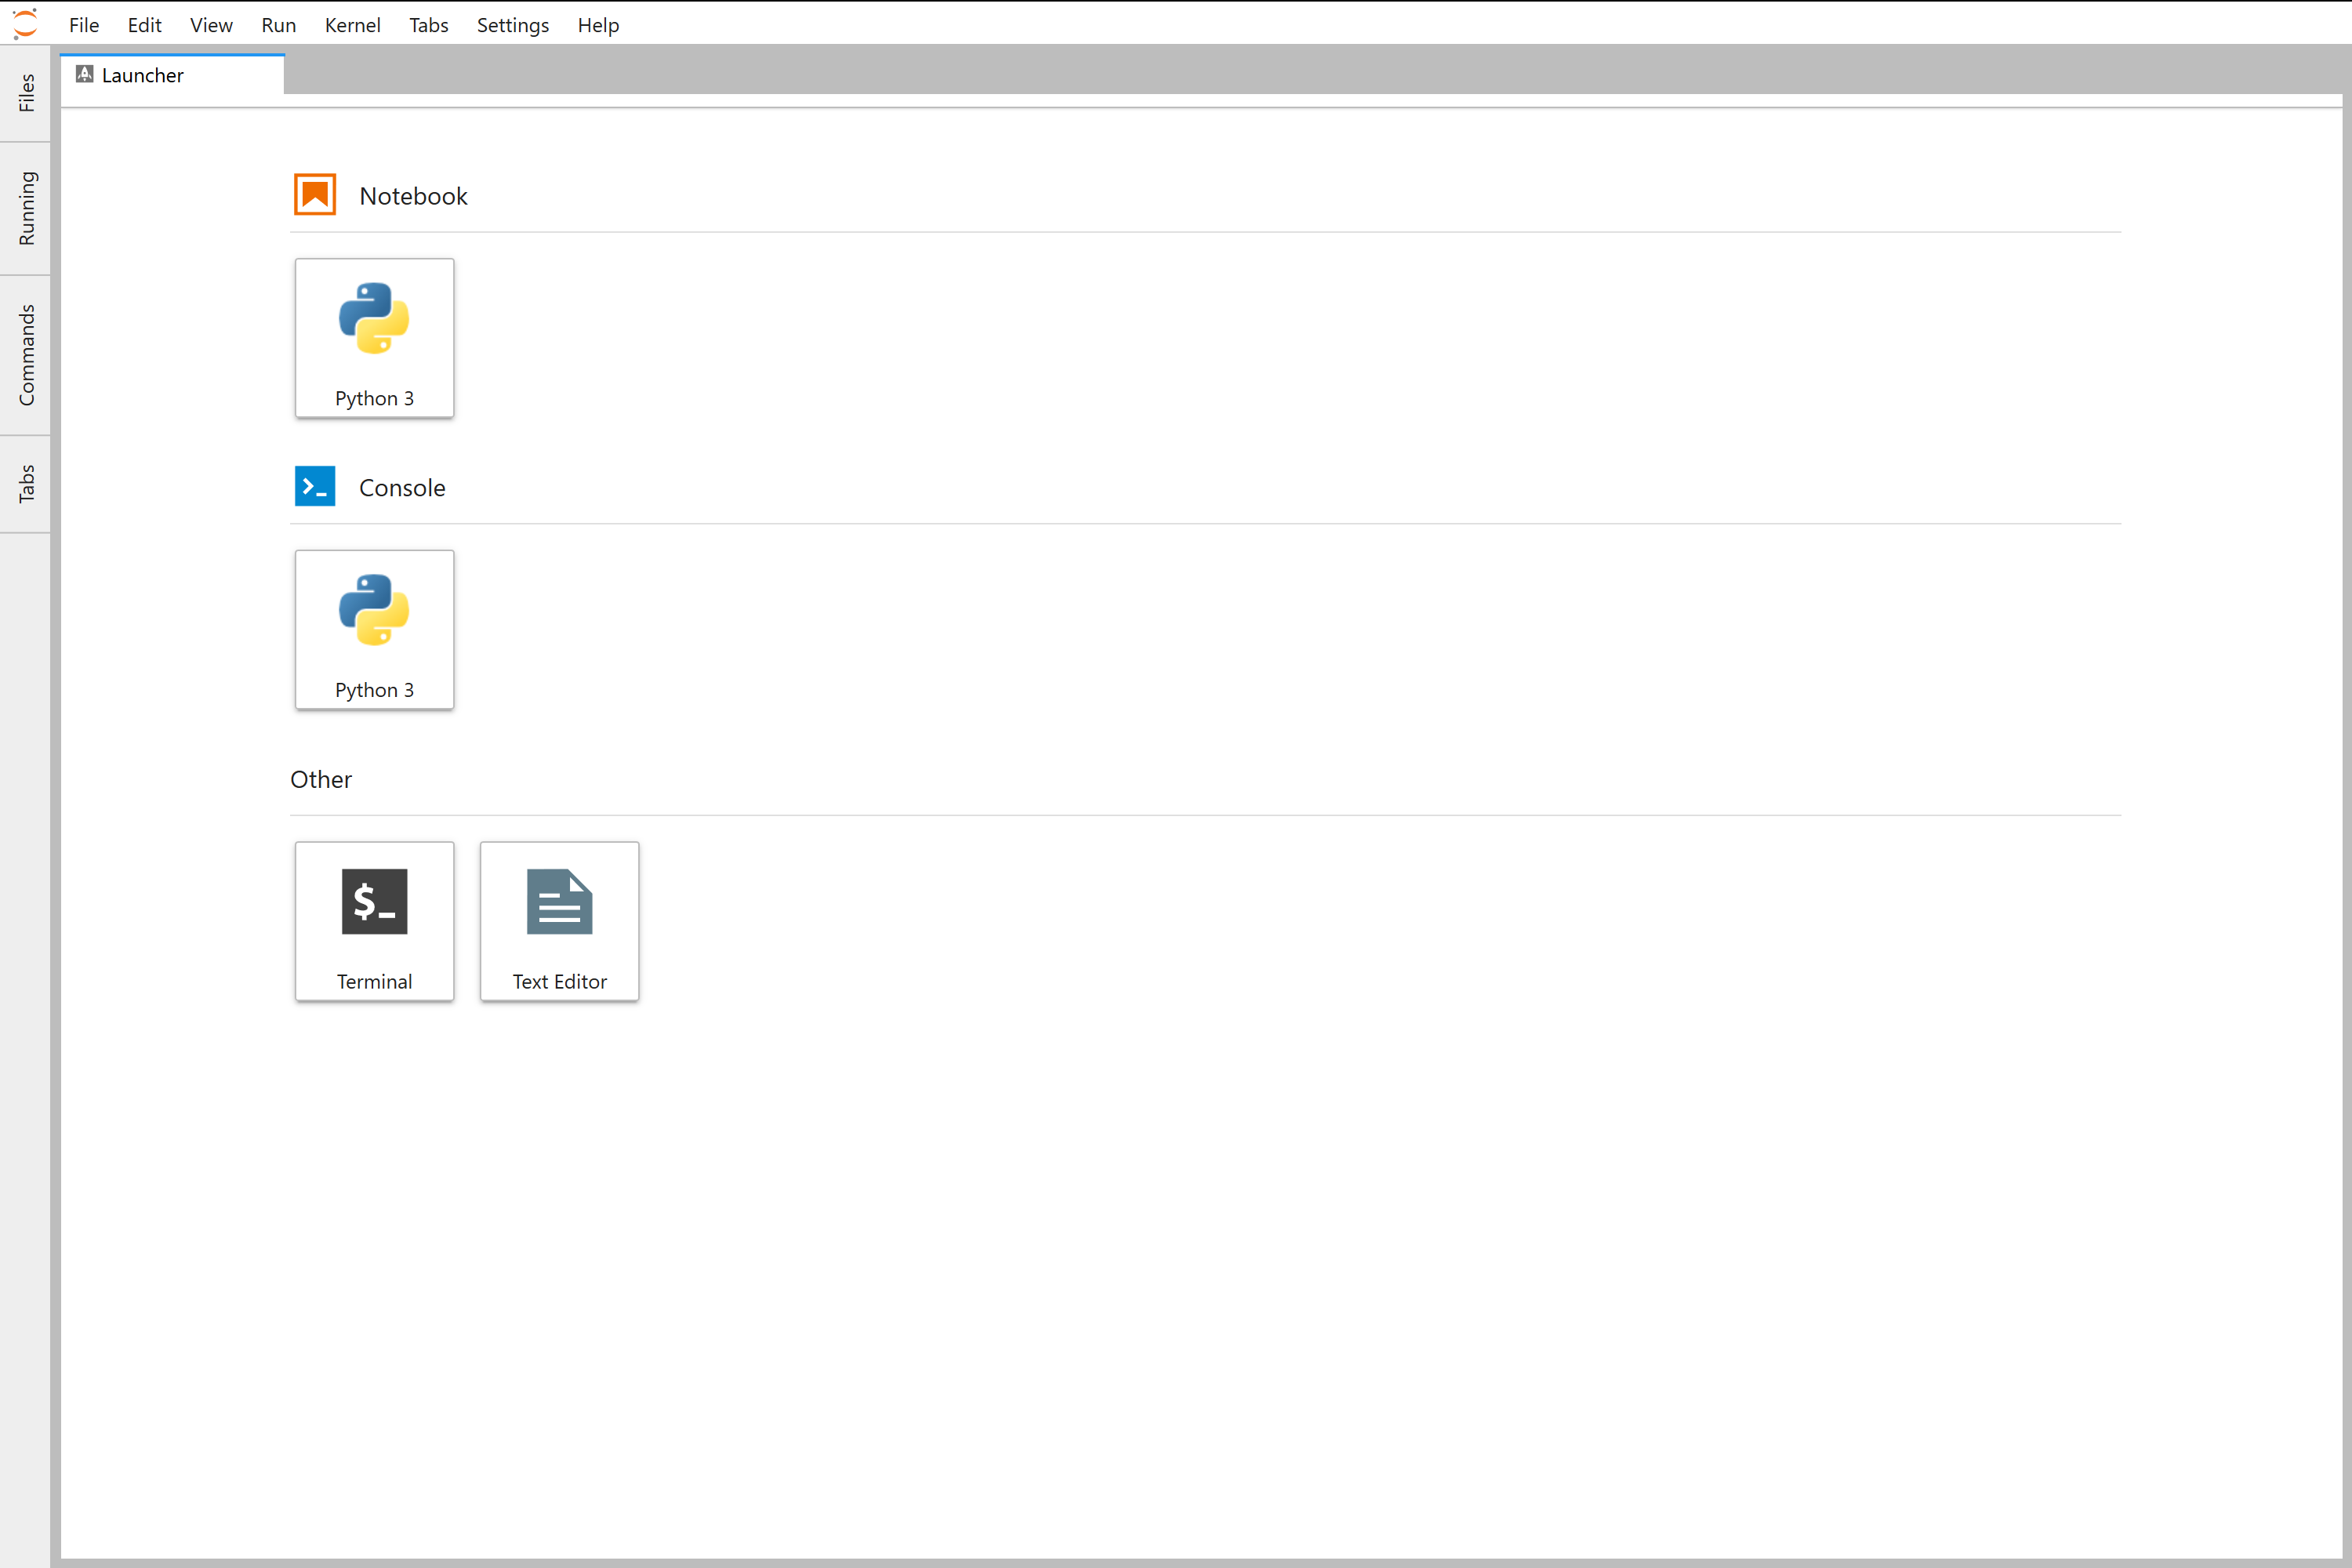 File Edit View Run Kernel Tabs Settings Help
Files
Running
Commands
Tabs
Launcher
Notebook
Python 3
Console
Python 3
Other
$_
Terminal
Text Editor